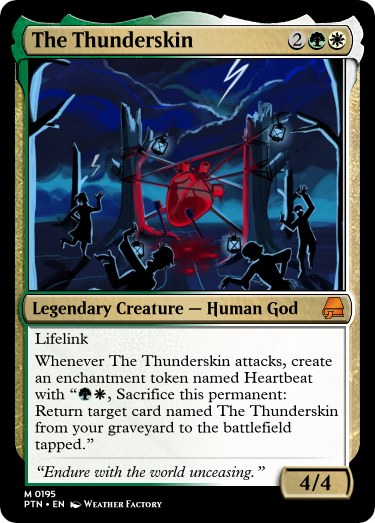 The Thunderskin 2
Legendary Creature — Human God
Lifelink
Whenever The Thunderskin attacks, create
an enchantment token named Heartbeat
with “, Sacrifice this permanent:
Return target card named The Thunderskin
from your graveyard to the battlefield
tapped.”
“Endure with the world unceasing.”
4/4
M 0195
PTN • EN Weather Factory